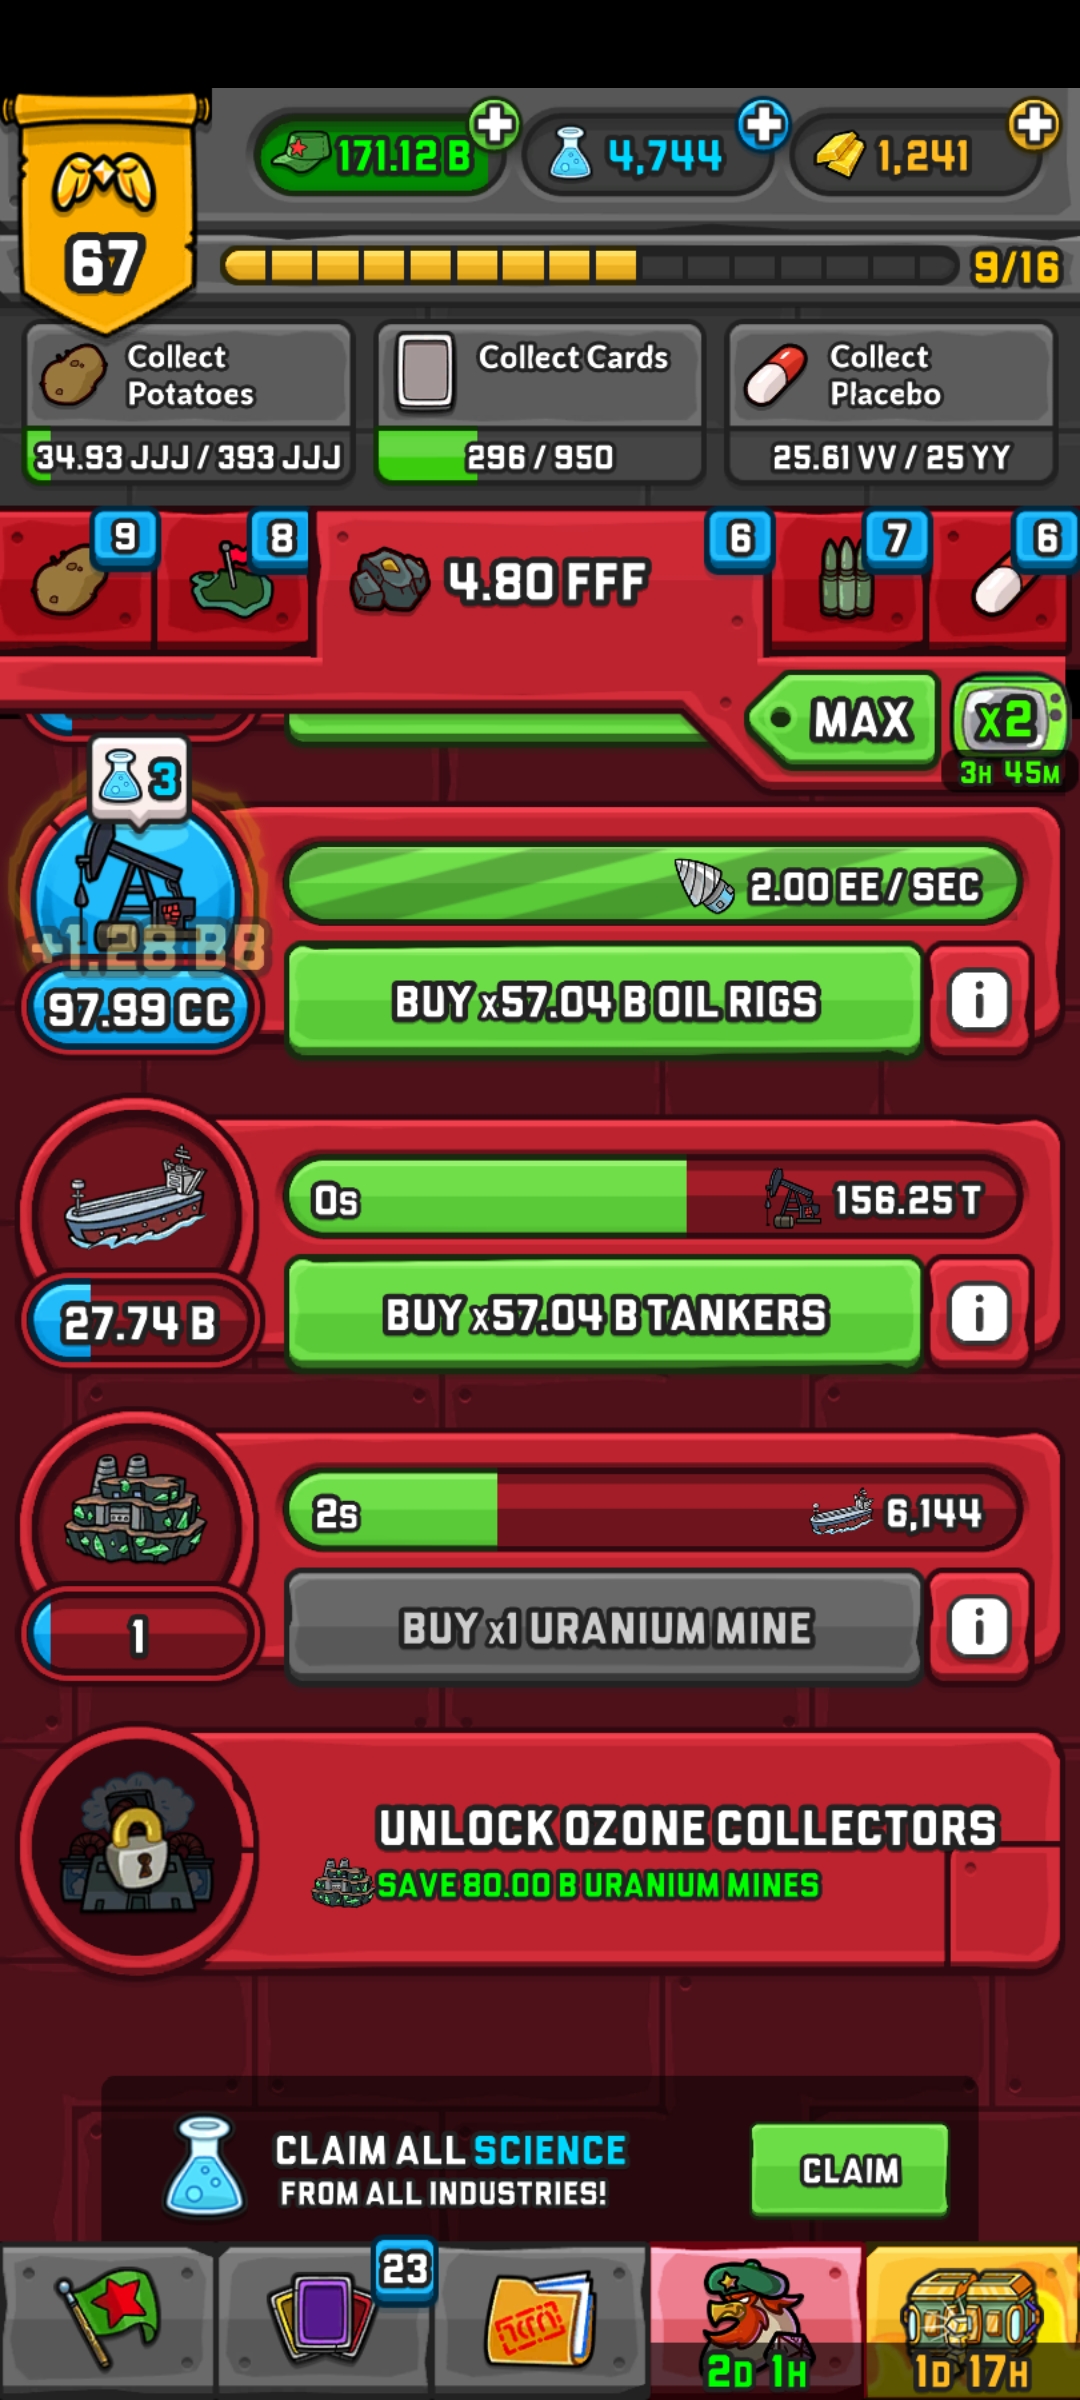 171.12 B
4,744
1,241
67
9/16
Collect
Potatoes
34.93 JJJ / 393 JJJ
Collect Cards
296 / 950
Collect
Placebo
25.61 VV / 25 YY
9
8
4.80 FFF
6
7
6
MAX
x2
3H 45M
3
2.00 EE / SEC
+1.28 BB
97.99 CC
BUY x57.04 B OIL RIGS
i
0s
156.25 T
27.74 B
BUY x57.04 B TANKERS
i
2s
6,144
1
BUY x1 URANIUM MINE
i
UNLOCK OZONE COLLECTORS
SAVE 80.00 B URANIUM MINES
CLAIM ALL SCIENCE
FROM ALL INDUSTRIES!
CLAIM
23
2D 1H
1D 17H